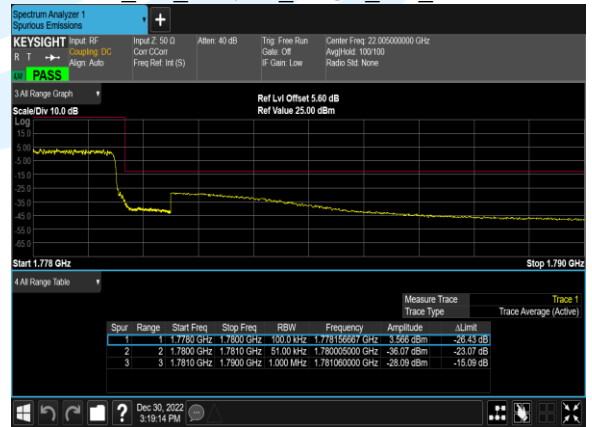 Spectrum Analyzer 1
Spurious Emissions
KEYSIGHT Input: RF Input Z: 50 Ω Atten: 40 dB Trig: Free Run Center Freq: 22.005000000 GHz
R T Coupling: DC Corr CCorr Gate: Off Avg|Hold: 100/100
Align: Auto Freq Ref: Int (S) IF Gain: Low Radio Std: None
PASS
3 All Range Graph
Ref Lvl Offset 5.60 dB
Scale/Div 10.0 dB Ref Value 25.00 dBm
Log
15.0
5.00
-5.00
-15.0
-25.0
-35.0
-45.0
-55.0
-65.0
Start 1.778 GHz Stop 1.790 GHz
4 All Range Table
Measure Trace Trace 1
Trace Type Trace Average (Active)
Spur Range Start Freq Stop Freq RBW Frequency Amplitude ΔLimit
1 1 1.7780 GHz 1.7800 GHz 100.0 kHz 1.778156667 GHz 3.566 dBm -26.43 dB
2 2 1.7800 GHz 1.7810 GHz 51.00 kHz 1.780005000 GHz -36.07 dBm -23.07 dB
3 3 1.7810 GHz 1.7900 GHz 1.000 MHz 1.781060000 GHz -28.09 dBm -15.09 dB
? Dec 30, 2022
3:19:14 PM